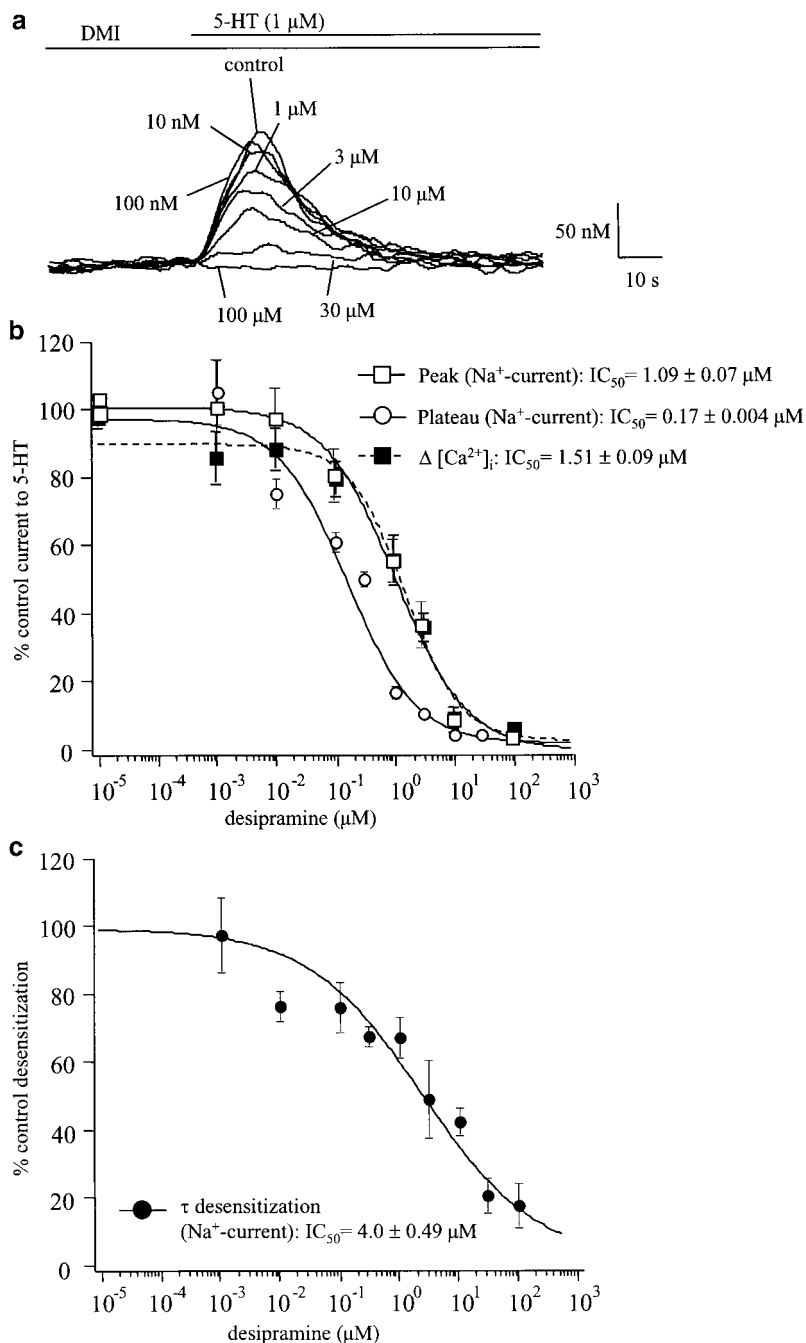 a
5-HT (1 µM)
DMI
control
1 µM
10 nM
3 µM
100 nM
10 µM
50 nM
10 s
100 µM
30 µM
b
120
100
80
60
40
20
0
% control current to 5-HT
Peak (Na⁺-current): IC₅₀= 1.09 ± 0.07 µM
Plateau (Na⁺-current): IC₅₀= 0.17 ± 0.004 µM
Δ [Ca²⁺]ᵢ: IC₅₀= 1.51 ± 0.09 µM
10⁻⁵ 10⁻⁴ 10⁻³ 10⁻² 10⁻¹ 10⁰ 10¹ 10² 10³
desipramine (µM)
c
120
100
80
60
40
20
0
% control desensitization
τ desensitization
(Na⁺-current): IC₅₀= 4.0 ± 0.49 µM
10⁻⁵ 10⁻⁴ 10⁻³ 10⁻² 10⁻¹ 10⁰ 10¹ 10² 10³
desipramine (µM)